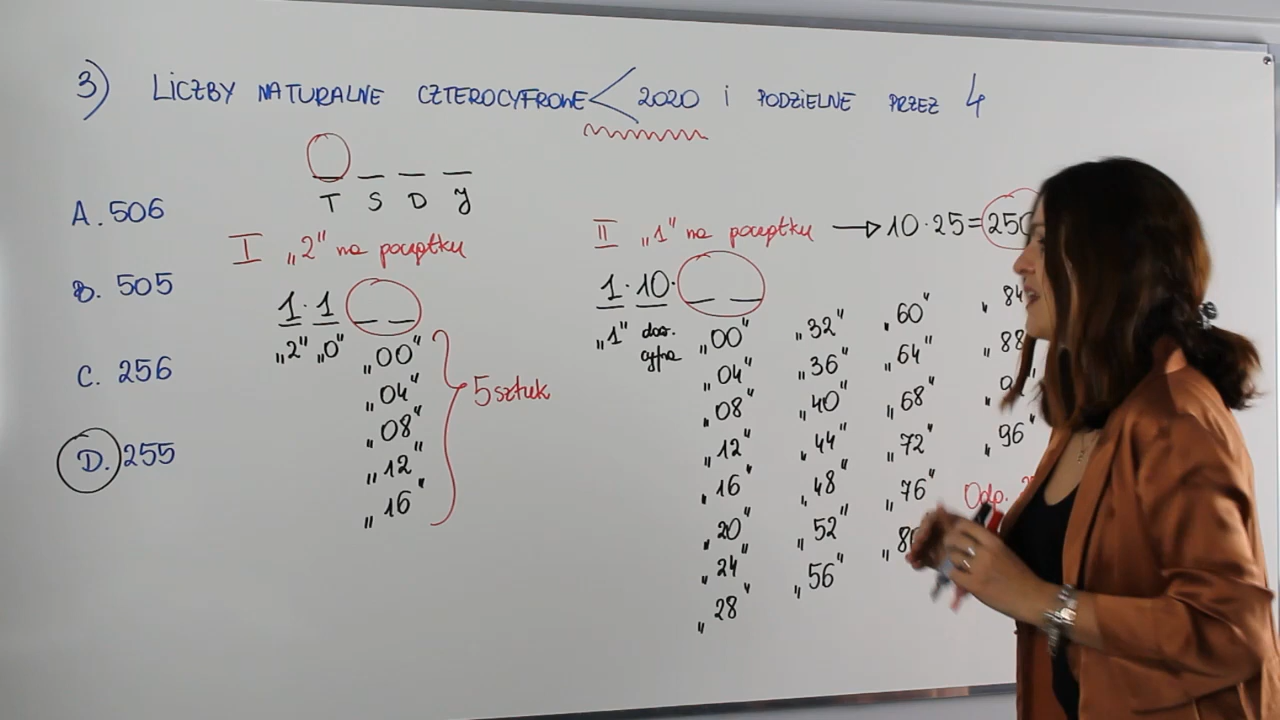 3) LICZBY NATURALNE CZTEROCYFROWE < 2020 i PODZIELNE PRZEZ 4
T S D J
A. 506
B. 505
C. 256
D. 255
I „2" na początku
1 · 1 _ _
„2" „0"
„00"
„04"
„08"
„12"
„16"
5 sztuk
II „1" na początku → 10 · 25 = 250
1 · 10 · _ _
„1" dow. cyfra
„00"
„04"
„08"
„12"
„16"
„20"
„24"
„28"
„32"
„36"
„40"
„44"
„48"
„52"
„56"
„60"
„64"
„68"
„72"
„76"
„84
„88
„96"
Odp.